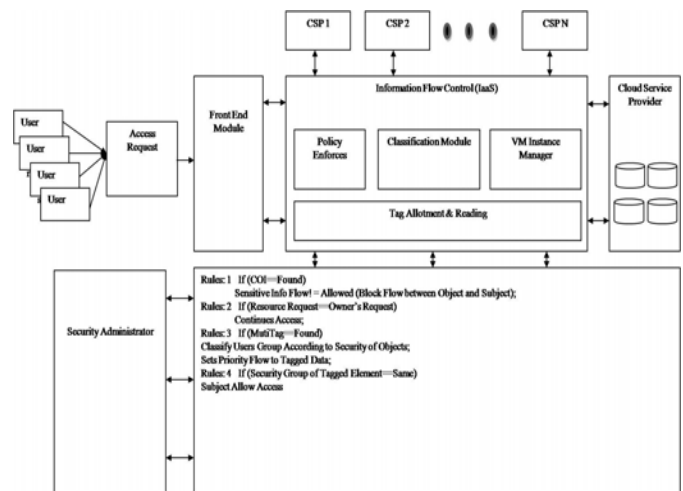 CSP 1
CSP 2
CSP N
Information Flow Control (IaaS)
Cloud Service
Provider
Front End
Module
User
User
User
User
Access
Request
Policy
Enforces
Classification Module
VM Instance
Manager
Tag Allotment & Reading
Security Administrator
Rules: 1 If (COI==Found)
Sensitive Info Flow! = Allowed (Block Flow between Object and Subject);
Rules: 2 If (Resource Request=Owner's Request)
Continues Access;
Rules: 3 If (MutiTag=Found)
Classify Users Group According to Security of Objects;
Sets Priority Flow to Tagged Data;
Rules: 4 If (Security Group of Tagged Element==Same)
Subject Allow Access